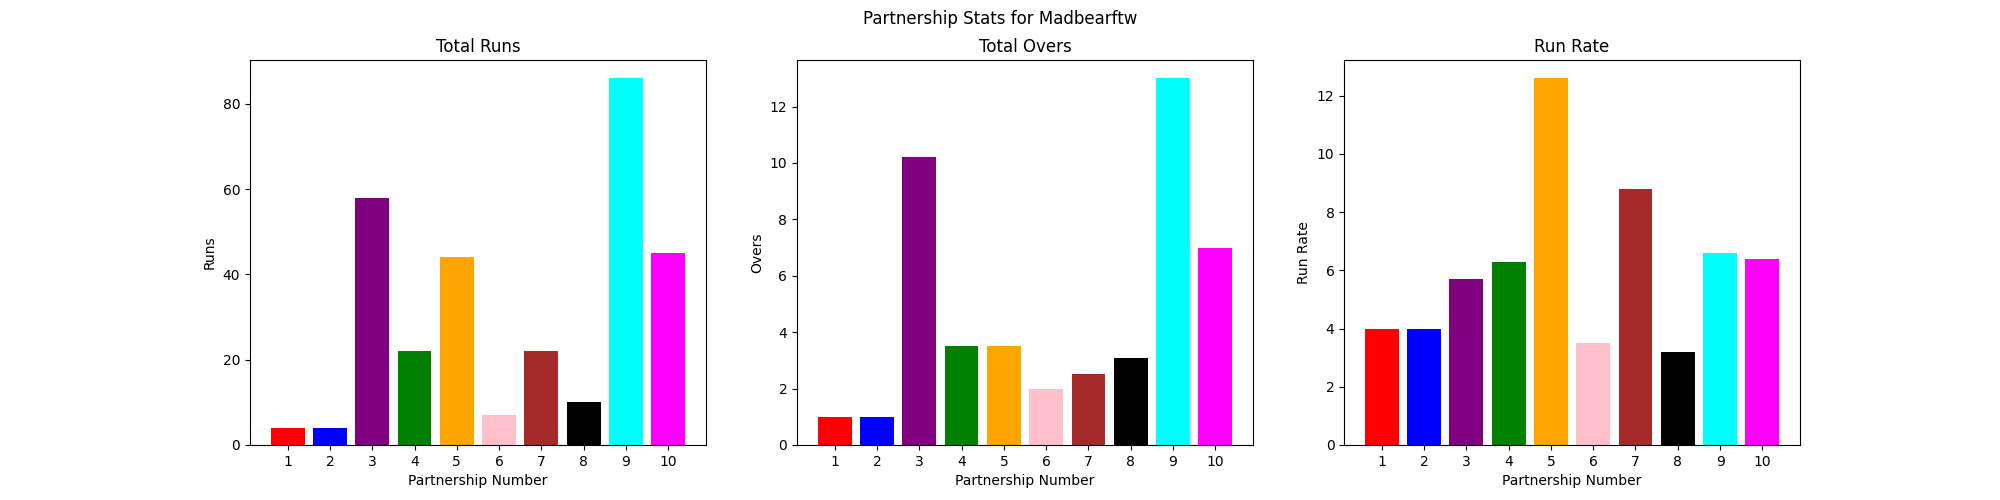 Partnership Stats for Madbearftw
Total Runs
Runs
80
60
40
20
0
1 2 3 4 5 6 7 8 9 10
Partnership Number
Total Overs
Overs
12
10
8
6
4
2
0
1 2 3 4 5 6 7 8 9 10
Partnership Number
Run Rate
Run Rate
12
10
8
6
4
2
0
1 2 3 4 5 6 7 8 9 10
Partnership Number